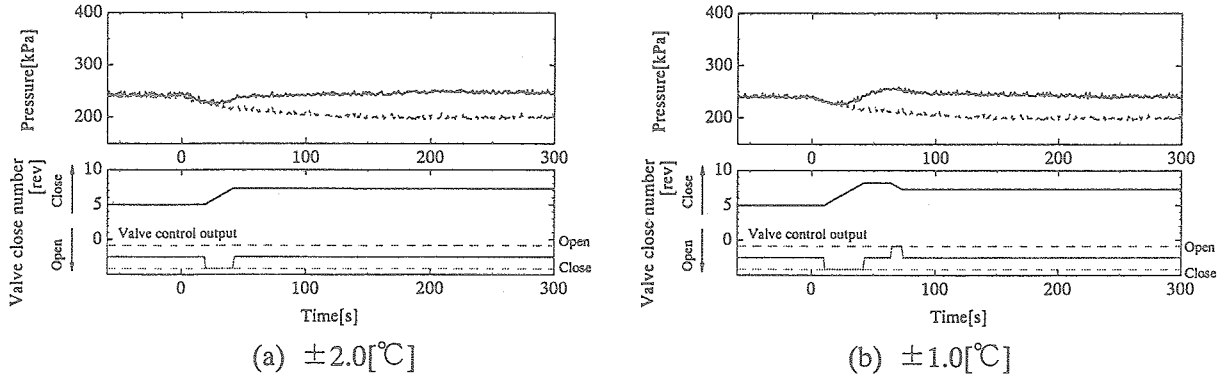 400
300
200
Pressure[kPa]
0
100
200
300
10
5
0
Valve close number
[rev]
Close
Open
Valve control output
Open
Close
0
100
200
300
Time[s]
(a) ±2.0[℃]
400
300
200
Pressure[kPa]
0
100
200
300
10
5
0
Valve close number
[rev]
Close
Open
Valve control output
Open
Close
0
100
200
300
Time[s]
(b) ±1.0[℃]